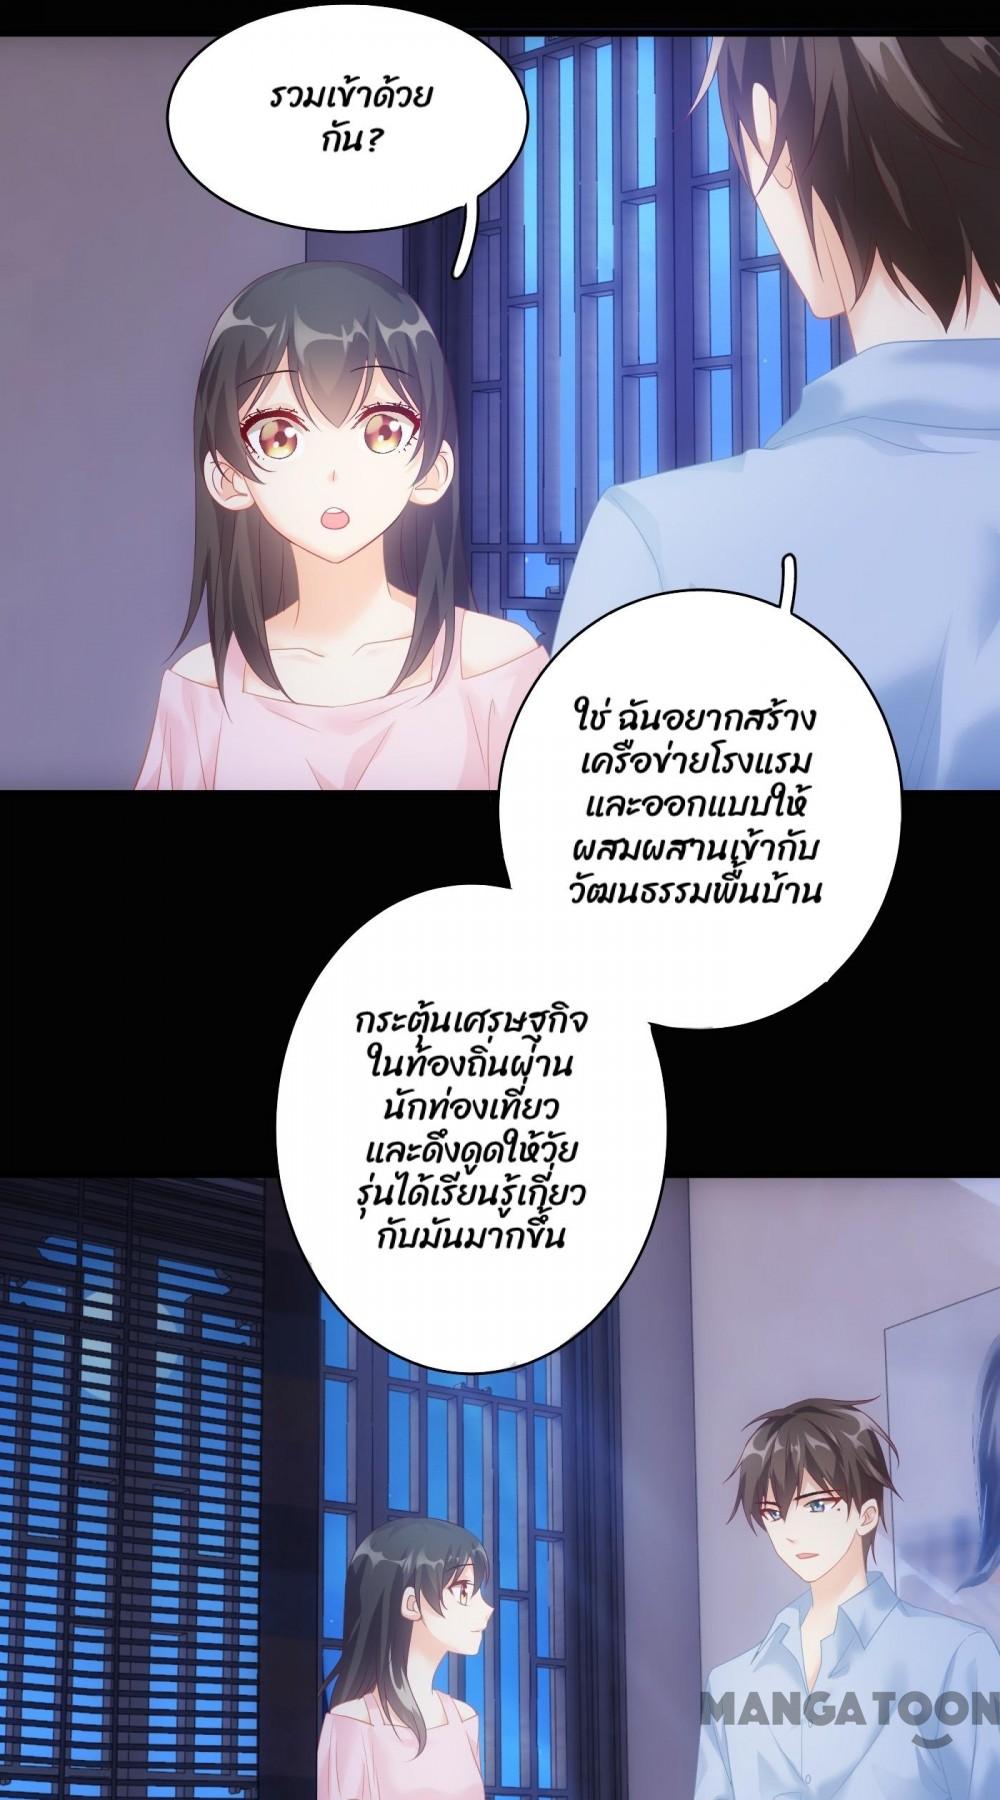 รวมเข้าด้วย
กัน?
ใช่ ฉันอยากสร้าง
เครือข่ายโรงแรม
และออกแบบให้
ผสมผสานเข้ากับ
วัฒนธรรมพื้นบ้าน
กระตุ้นเศรษฐกิจ
ในท้องถิ่นผ่าน
นักท่องเที่ยว
และดึงดูดให้วัย
รุ่นได้เรียนรู้เกี่ยว
กับมันมากขึ้น
MANGATOON